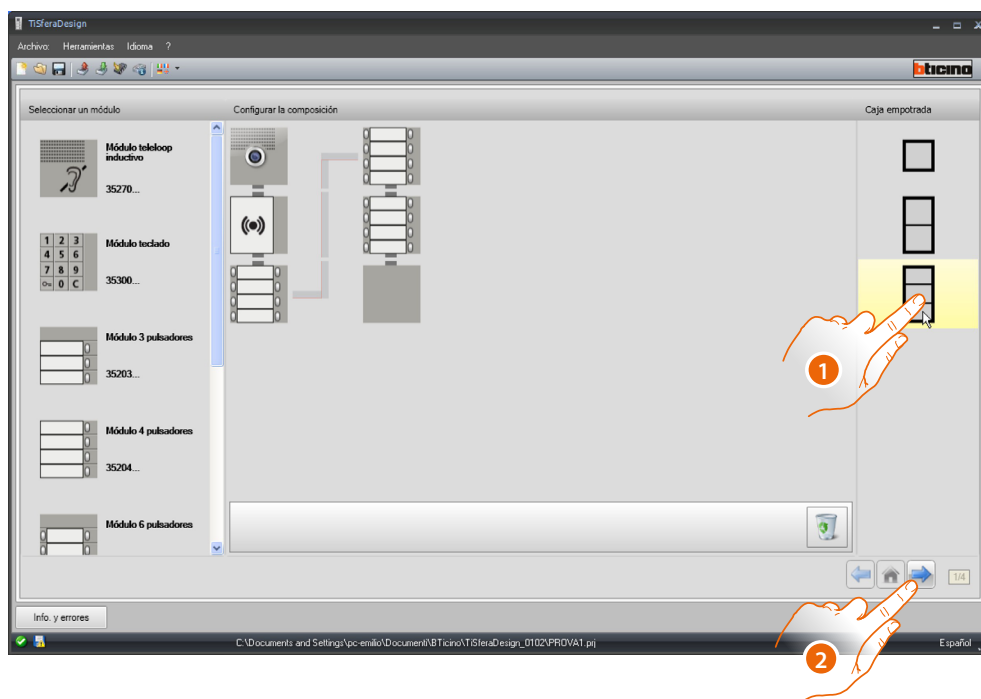 TiSferaDesign
Archivo: Herramientas Idioma ?
bticino
Seleccionar un módulo
Configurar la composición
Caja empotrada
Módulo teleloop
inductivo
35270...
1 2 3
4 5 6
7 8 9
0 C
Módulo teclado
35300...
Módulo 3 pulsadores
35203...
Módulo 4 pulsadores
35204...
Módulo 6 pulsadores
1
1/4
Info. y errores
2
C:\Documents and Settings\pc-emilio\Documenti\BTicino\TiSferaDesign_0102\PROVA1.prj
Español